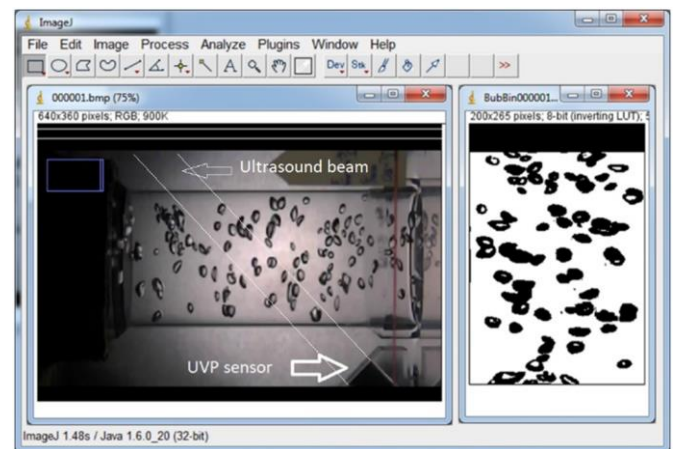 ImageJ
File Edit Image Process Analyze Plugins Window Help
A Dev Stk >>
000001.bmp (75%)
640x360 pixels; RGB; 900K
Ultrasound beam
UVP sensor
BubBin000001...
200x265 pixels; 8-bit (inverting LUT);
ImageJ 1.48s / Java 1.6.0_20 (32-bit)